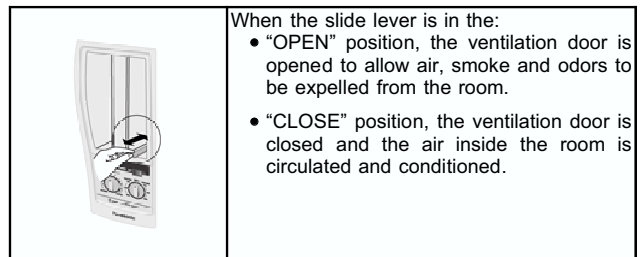 When the slide lever is in the:
● “OPEN” position, the ventilation door is
opened to allow air, smoke and odors to
be expelled from the room.
● “CLOSE” position, the ventilation door is
closed and the air inside the room is
circulated and conditioned.